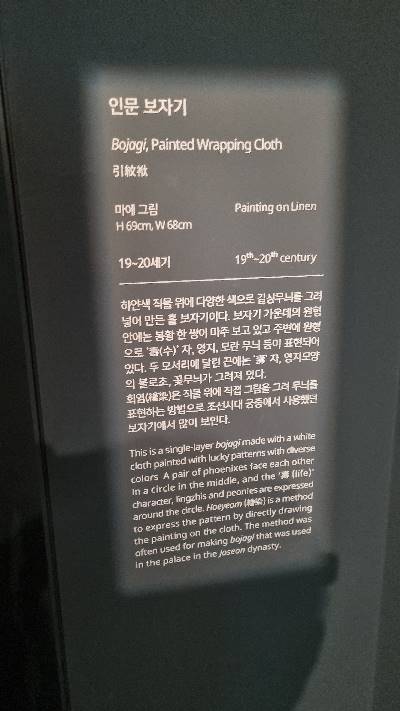 인문 보자기
Bojagi, Painted Wrapping Cloth
引紋袱
마에 그림 Painting on Linen
H 69cm, W 68cm
19~20세기 19th~20th century
하얀색 직물 위에 다양한 색으로 길상무늬를 그려
넣어 만든 홑 보자기이다. 보자기 가운데의 원형
안에는 봉황 한 쌍이 마주 보고 있고 주변에 원형
으로 '壽(수)' 자, 영지, 모란 무늬 등이 표현되어
있다. 두 모서리에 달린 끈에는 '壽' 자, 영지모양
의 불로초, 꽃무늬가 그려져 있다.
회염(繪染)은 직물 위에 직접 그림을 그려 무늬를
표현하는 방법으로 조선시대 궁중에서 사용했던
보자기에서 많이 보인다.
This is a single-layer bojagi made with a white
cloth painted with lucky patterns with diverse
colors. A pair of phoenixes face each other
in a circle in the middle, and the '壽 (life)'
character, lingzhis and peonies are expressed
around the circle. Hoeyeom (繪染) is a method
to express the pattern by directly drawing
the painting on the cloth. The method was
often used for making bojagi that was used
in the palace in the Joseon dynasty.